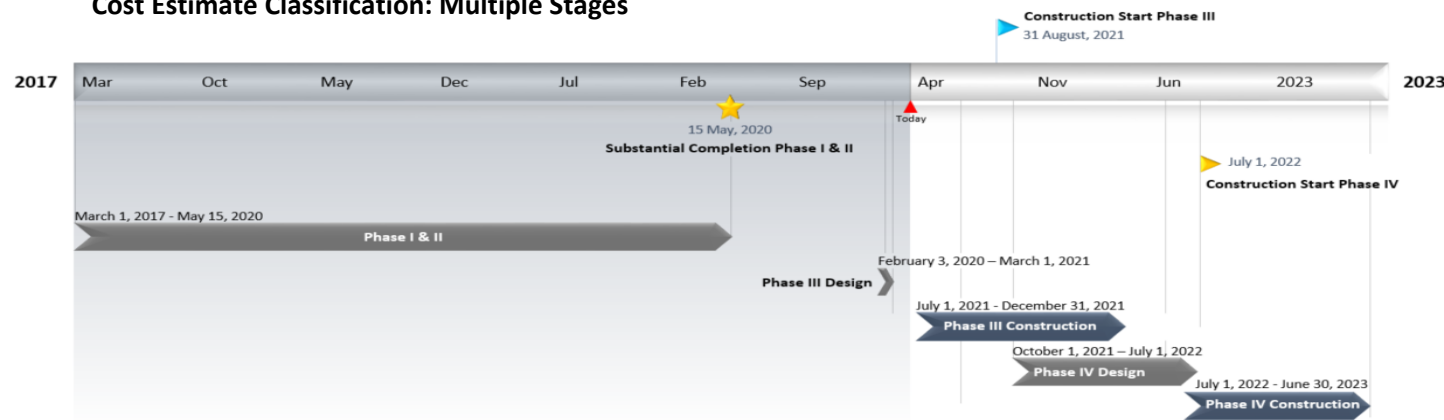 Cost Estimate Classification: Multiple Stages
Construction Start Phase III
31 August, 2021
2017 Mar Oct May Dec Jul Feb Sep Apr Nov Jun 2023 2023
Today
15 May, 2020
Substantial Completion Phase I & II
July 1, 2022
Construction Start Phase IV
March 1, 2017 - May 15, 2020
Phase I & II
February 3, 2020 – March 1, 2021
Phase III Design
July 1, 2021 - December 31, 2021
Phase III Construction
October 1, 2021 – July 1, 2022
Phase IV Design
July 1, 2022 - June 30, 2023
Phase IV Construction